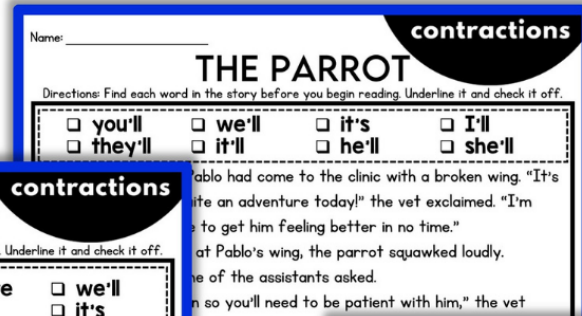 contractions
Name:
THE PARROT
Directions: Find each word in the story before you begin reading. Underline it and check it off.
you'll we'll it's I'll
they'll it'll he'll she'll
Pablo had come to the clinic with a broken wing. “It's
an adventure today!” the vet exclaimed. “I'm
to get him feeling better in no time.”
at Pablo's wing, the parrot squawked loudly.
of the assistants asked.
so you'll need to be patient with him,” the vet
contractions
Underline it and check it off.
we'll
it's